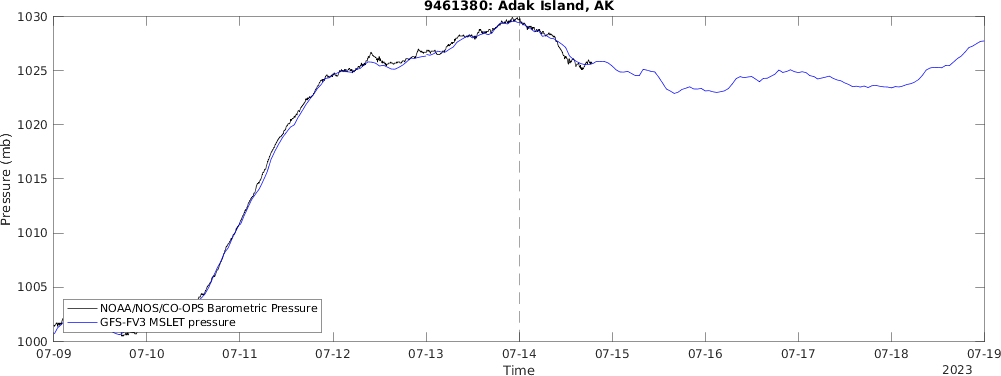 9461380: Adak Island, AK
1030
1025
1020
1015
1010
1005
1000
Pressure (mb)
NOAA/NOS/CO-OPS Barometric Pressure
GFS-FV3 MSLET pressure
07-09 07-10 07-11 07-12 07-13 07-14 07-15 07-16 07-17 07-18 07-19
Time
2023